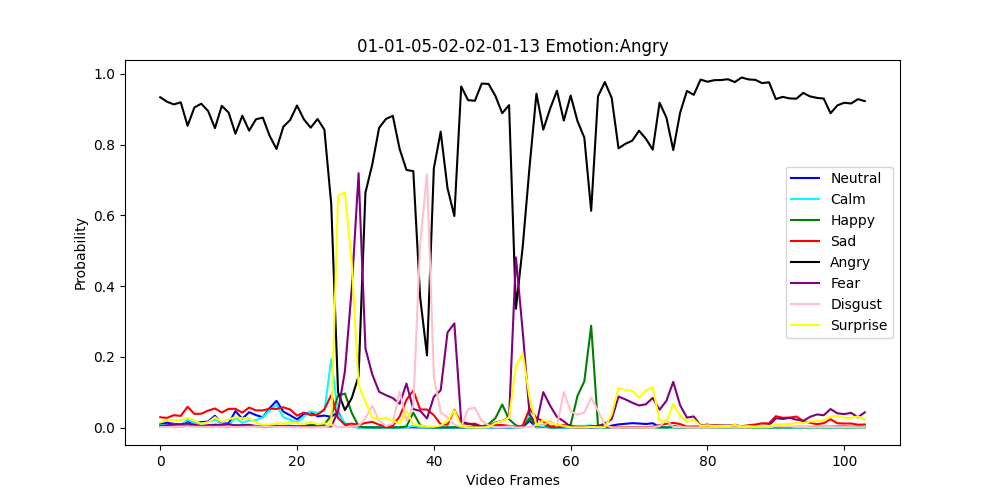 01-01-05-02-02-01-13 Emotion:Angry
Probability
1.0
0.8
0.6
0.4
0.2
0.0
0
20
40
60
80
100
Video Frames
Neutral
Calm
Happy
Sad
Angry
Fear
Disgust
Surprise